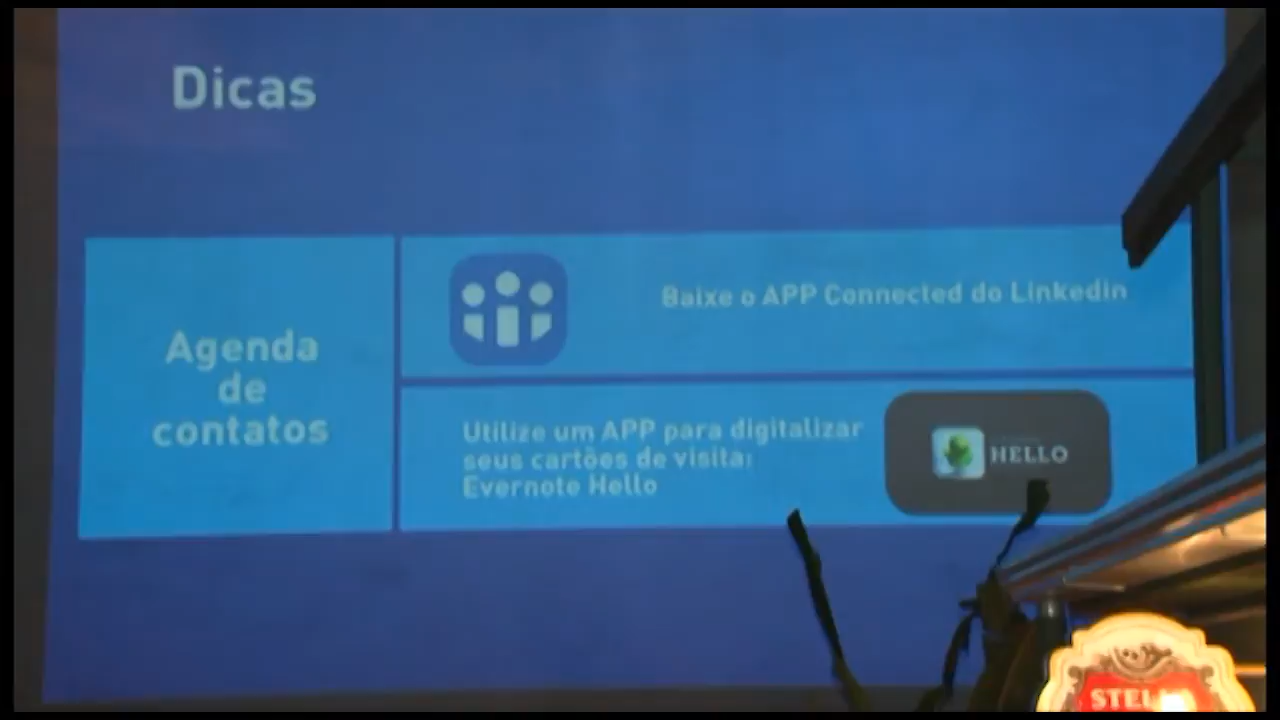 Dicas
Agenda
de
contatos
Baixe o APP Connected do Linkedin
Utilize um APP para digitalizar
seus cartões de visita:
Evernote Hello
HELLO